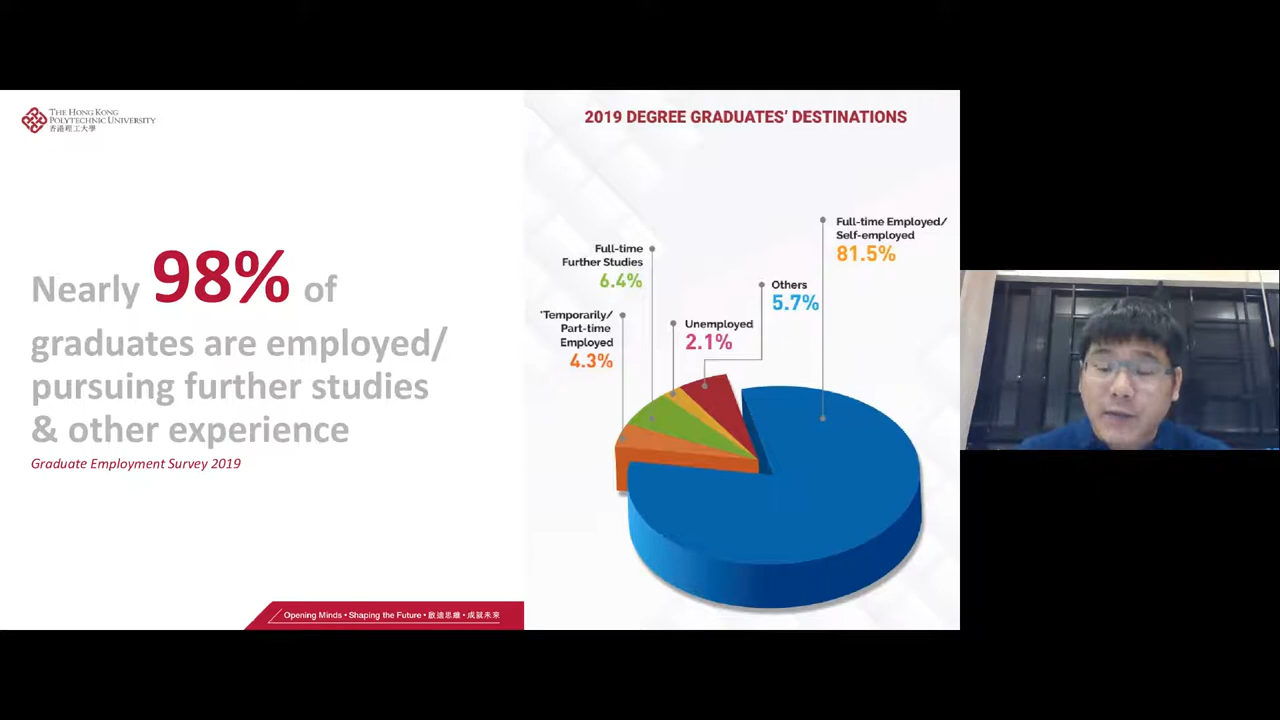 THE HONG KONG
POLYTECHNIC UNIVERSITY
香港理工大學
Nearly 98% of
graduates are employed/
pursuing further studies
& other experience
Graduate Employment Survey 2019
Opening Minds • Shaping the Future • 啟迪思維 • 成就未來
2019 DEGREE GRADUATES' DESTINATIONS
Full-time Employed/
Self-employed
81.5%
Full-time
Further Studies
6.4%
Others
5.7%
*Temporarily/
Part-time
Employed
4.3%
Unemployed
2.1%